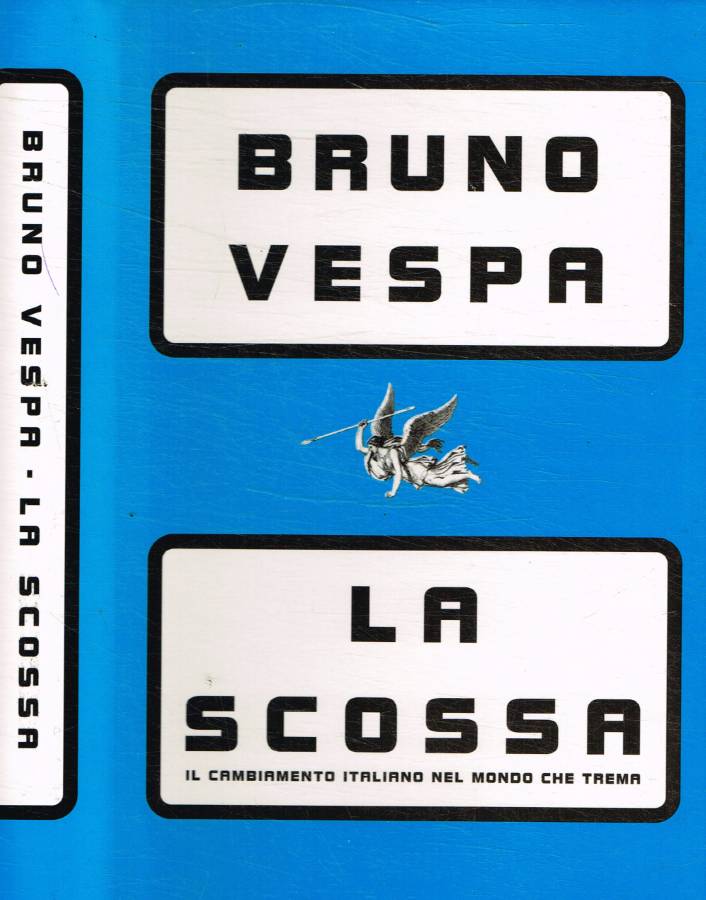 BRUNO VESPA - LA SCOSSA
BRUNO
VESPA
LA
SCOSSA
IL CAMBIAMENTO ITALIANO NEL MONDO CHE TREMA